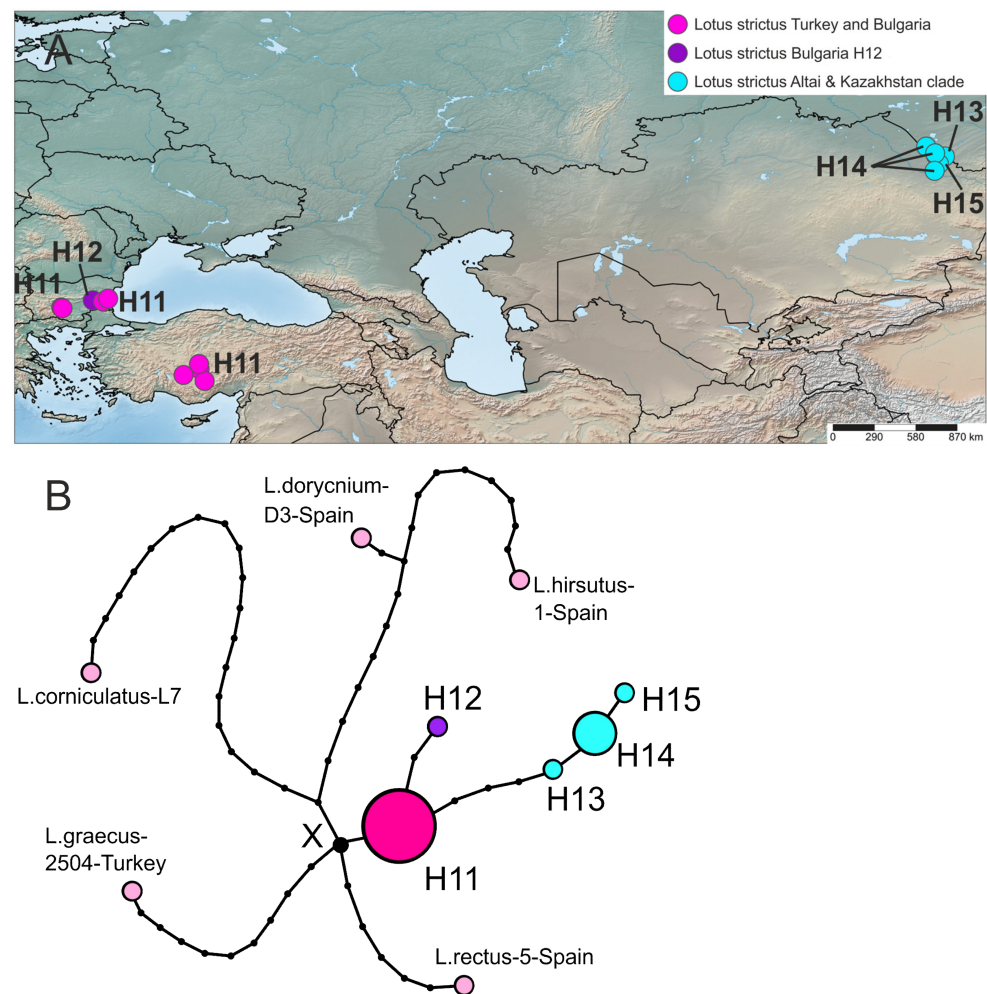 A
Lotus strictus Turkey and Bulgaria
Lotus strictus Bulgaria H12
Lotus strictus Altai & Kazakhstan clade
H13
H14
H15
H12
H11
H11
H11
0 290 580 870 km
B
L.dorycnium-
D3-Spain
L.hirsutus-
1-Spain
L.corniculatus-L7
H12
H15
H14
H13
X
H11
L.graecus-
2504-Turkey
L.rectus-5-Spain